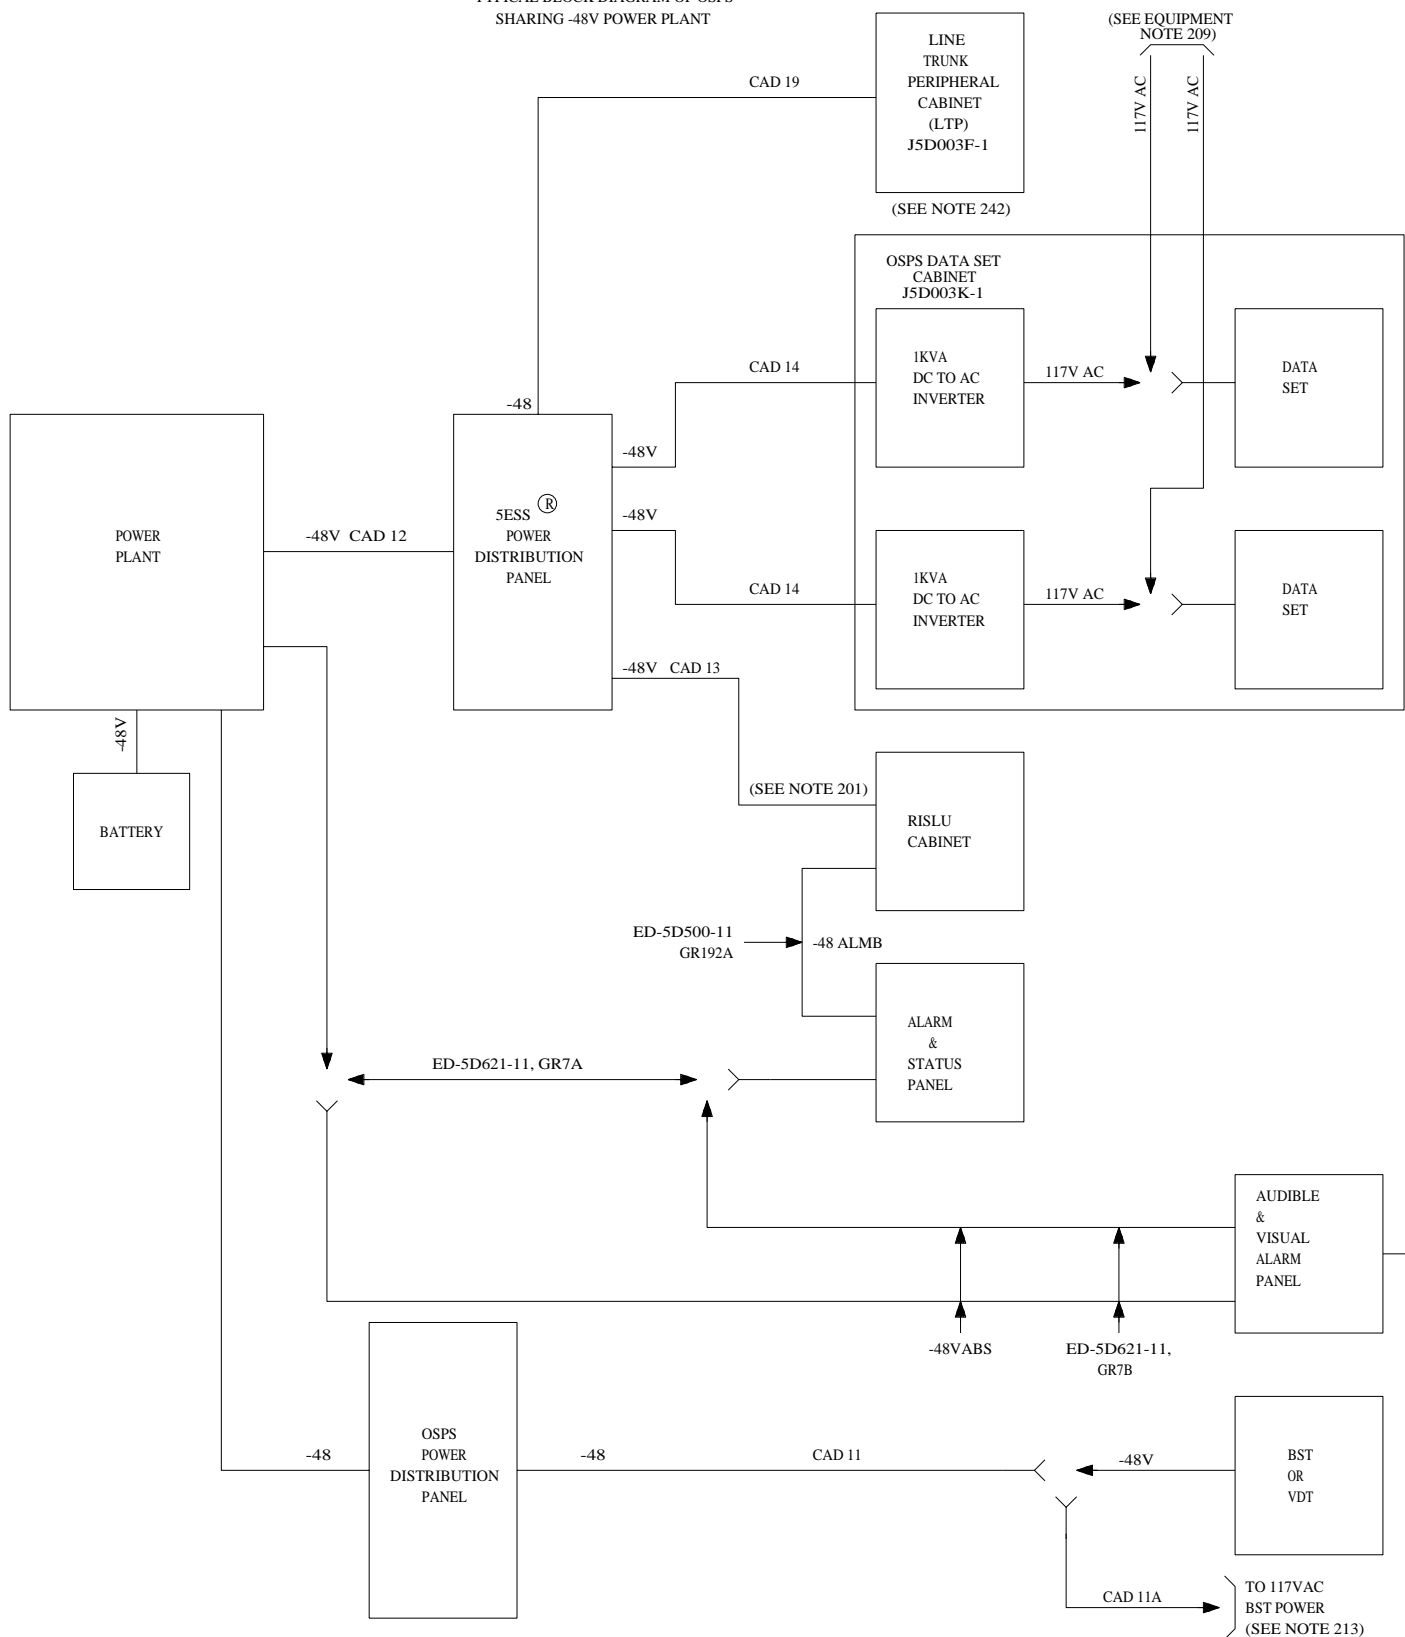 TYPICAL BLOCK DIAGRAM OF OSPS
SHARING -48V POWER PLANT
(SEE EQUIPMENT
NOTE 209)
LINE
TRUNK
PERIPHERAL
CABINET
(LTP)
J5D003F-1
CAD 19
117V AC
117V AC
(SEE NOTE 242)
OSPS DATA SET
CABINET
J5D003K-1
1KVA
DC TO AC
INVERTER
CAD 14
117V AC
DATA
SET
-48
-48V
POWER
PLANT
-48V CAD 12
5ESS ®
POWER
DISTRIBUTION
PANEL
-48V
CAD 14
1KVA
DC TO AC
INVERTER
117V AC
DATA
SET
-48V CAD 13
-48V
BATTERY
(SEE NOTE 201)
RISLU
CABINET
ED-5D500-11
GR192A
-48 ALMB
ALARM
&
STATUS
PANEL
ED-5D621-11, GR7A
AUDIBLE
&
VISUAL
ALARM
PANEL
-48VABS
ED-5D621-11,
GR7B
OSPS
POWER
DISTRIBUTION
PANEL
-48
-48
CAD 11
-48V
BST
OR
VDT
CAD 11A
TO 117VAC
BST POWER
(SEE NOTE 213)